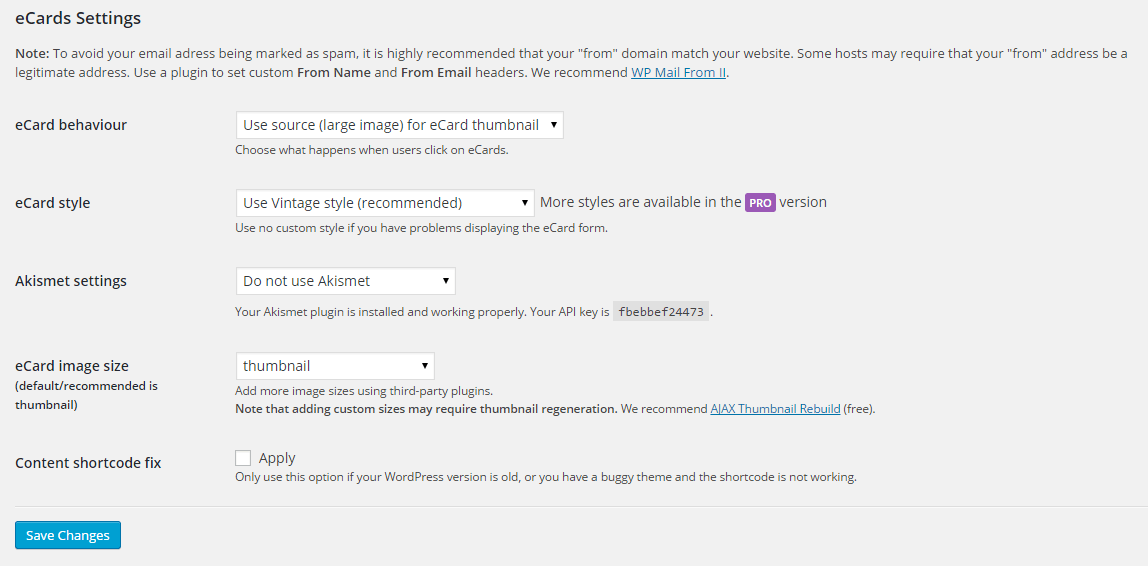 eCards Settings
Note: To avoid your email adress being marked as spam, it is highly recommended that your "from" domain match your website. Some hosts may require that your "from" address be a
legitimate address. Use a plugin to set custom From Name and From Email headers. We recommend WP Mail From II.
eCard behaviour
Use source (large image) for eCard thumbnail
Choose what happens when users click on eCards.
eCard style
Use Vintage style (recommended) More styles are available in the PRO version
Use no custom style if you have problems displaying the eCard form.
Akismet settings
Do not use Akismet
Your Akismet plugin is installed and working properly. Your API key is fbebbef24473 .
eCard image size
(default/recommended is
thumbnail)
thumbnail
Add more image sizes using third-party plugins.
Note that adding custom sizes may require thumbnail regeneration. We recommend AJAX Thumbnail Rebuild (free).
Content shortcode fix
Apply
Only use this option if your WordPress version is old, or you have a buggy theme and the shortcode is not working.
Save Changes